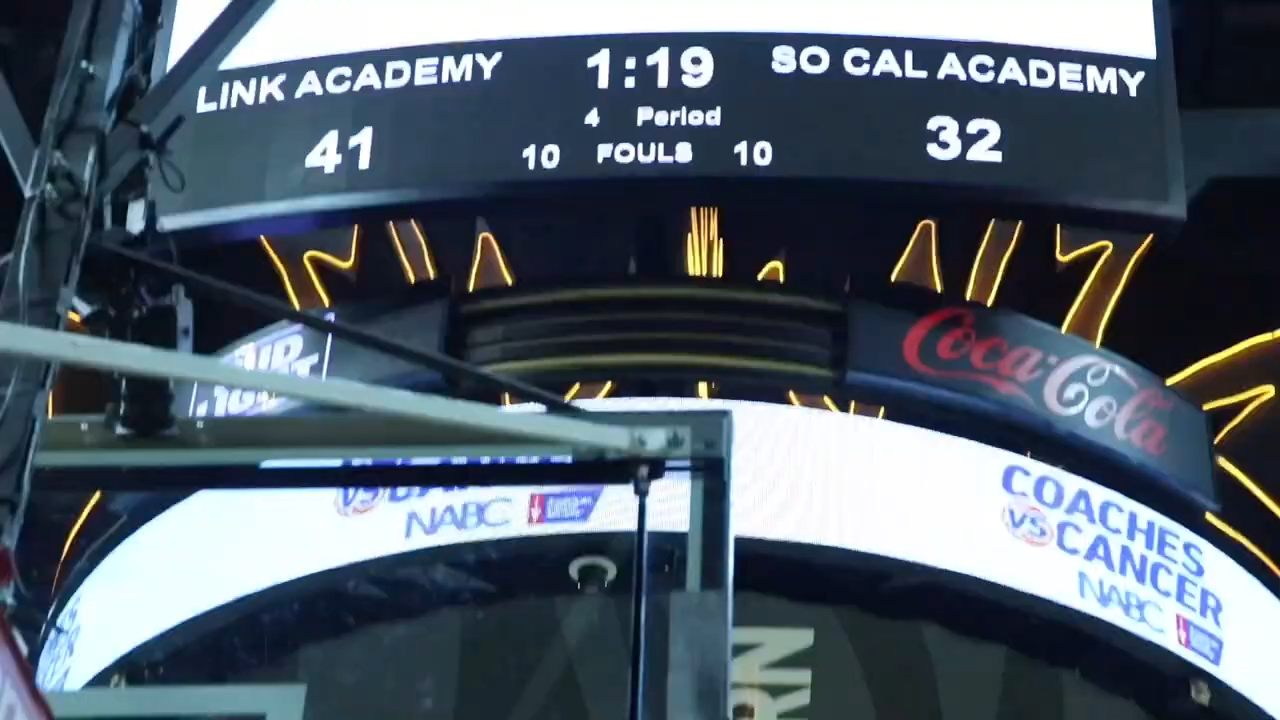 LINK ACADEMY 1:19 SO CAL ACADEMY
4 Period
41 10 FOULS 10 32
Coca-Cola
VS
NABC
COACHES
VS CANCER
NABC